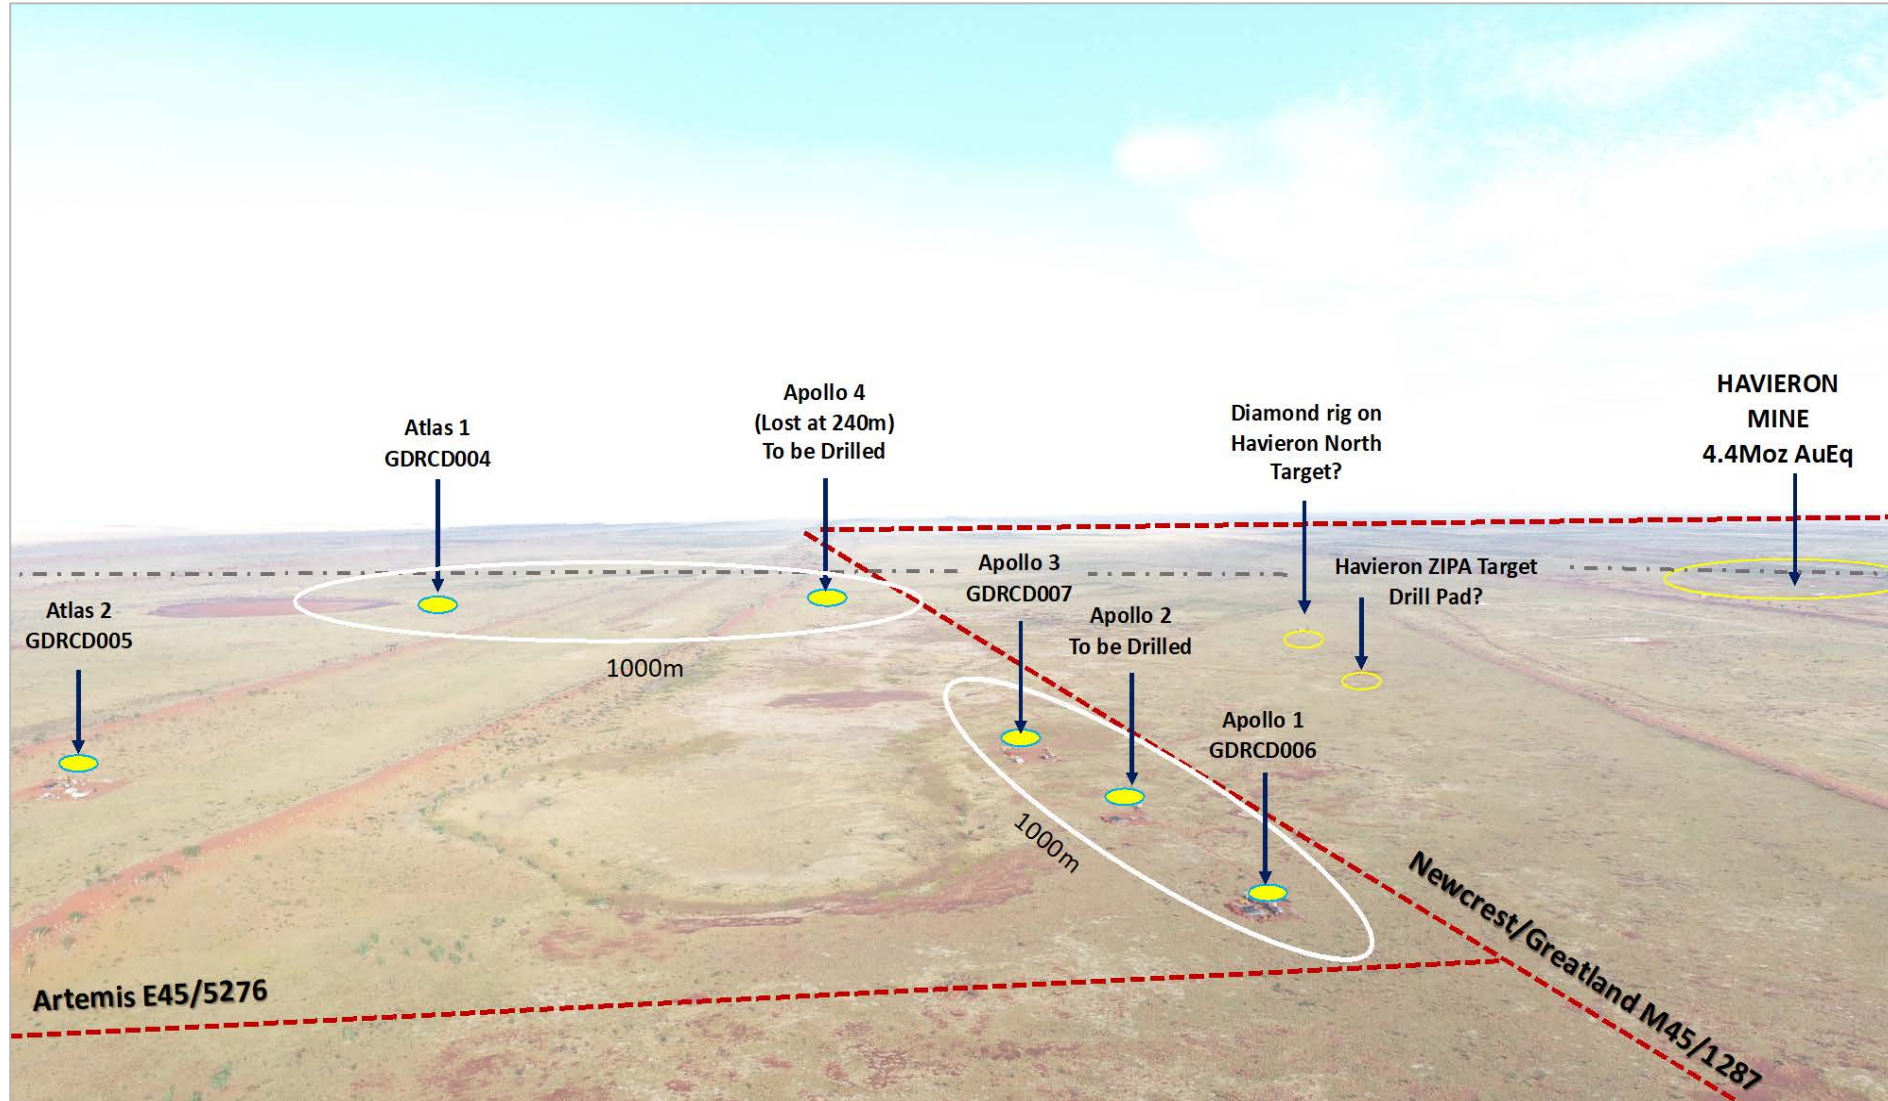 HAVIERON
MINE
4.4Moz AuEq
Apollo 4
(Lost at 240m)
To be Drilled
Diamond rig on
Havieron North
Target?
Atlas 1
GDRCD004
Apollo 3
GDRCD007
Havieron ZIPA Target
Drill Pad?
Atlas 2
GDRCD005
Apollo 2
To be Drilled
1000m
Apollo 1
GDRCD006
1000m
Newcrest/Greatland M45/1287
Artemis E45/5276